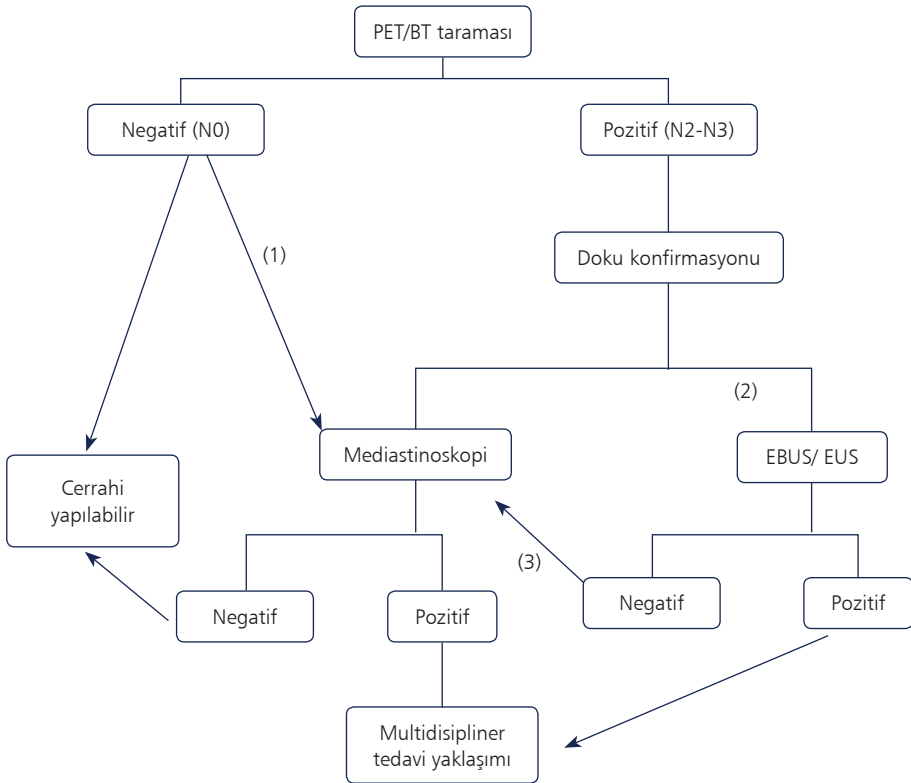 PET/BT taraması
Negatif (N0)
Pozitif (N2-N3)
(1)
Doku konfirmasyonu
(2)
Mediastinoskopi
EBUS/ EUS
Cerrahi
yapılabilir
(3)
Negatif
Pozitif
Negatif
Pozitif
Multidisipliner
tedavi yaklaşımı